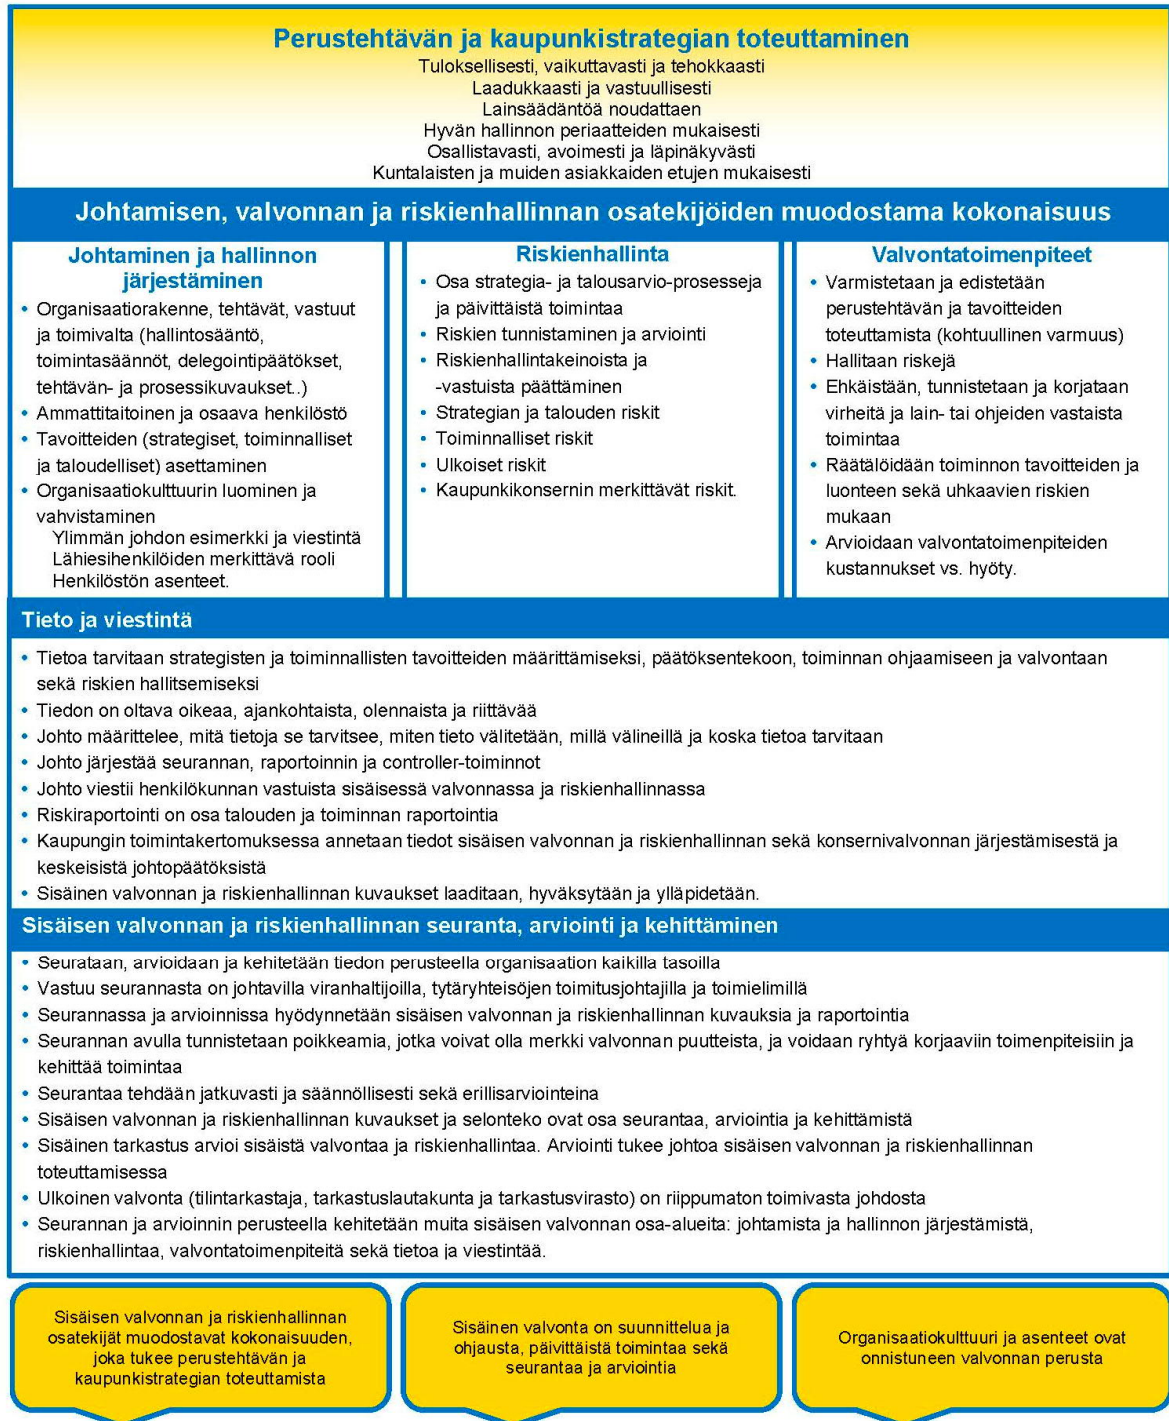 Perustehtävän ja kaupunkistrategian toteuttaminen
Tuloksellisesti, vaikuttavasti ja tehokkaasti
Laadukkaasti ja vastuullisesti
Lainsäädäntöä noudattaen
Hyvän hallinnon periaatteiden mukaisesti
Osallistavasti, avoimesti ja läpinäkyvästi
Kuntalaisten ja muiden asiakkaiden etujen mukaisesti
Johtamisen, valvonnan ja riskienhallinnan osatekijöiden muodostama kokonaisuus
Johtaminen ja hallinnon
järjestäminen
• Organisaatiorakenne, tehtävät, vastuut
ja toimivalta (hallintosääntö,
toimintasäännöt, delegointipäätökset,
tehtävän- ja prosessikuvaukset..)
• Ammattitaitoinen ja osaava henkilöstö
• Tavoitteiden (strategiset, toiminnalliset
ja taloudelliset) asettaminen
• Organisaatiokulttuurin luominen ja
vahvistaminen
Ylimmän johdon esimerkki ja viestintä
Lähiesihenkilöiden merkittävä rooli
Henkilöstön asenteet.
Riskienhallinta
• Osa strategia- ja talousarvio-prosesseja
ja päivittäistä toimintaa
• Riskien tunnistaminen ja arviointi
• Riskienhallintakeinoista ja
-vastuista päättäminen
• Strategian ja talouden riskit
• Toiminnalliset riskit
• Ulkoiset riskit
• Kaupunkikonsernin merkittävät riskit.
Valvontatoimenpiteet
• Varmistetaan ja edistetään
perustehtävän ja tavoitteiden
toteuttamista (kohtuullinen varmuus)
• Hallitaan riskejä
• Ehkäistään, tunnistetaan ja korjataan
virheitä ja lain- tai ohjeiden vastaista
toimintaa
• Räätälöidään toiminnon tavoitteiden ja
luonteen sekä uhkaavien riskien
mukaan
• Arvioidaan valvontatoimenpiteiden
kustannukset vs. hyöty.
Tieto ja viestintä
• Tietoa tarvitaan strategisten ja toiminnallisten tavoitteiden määrittämiseksi, päätöksentekoon, toiminnan ohjaamiseen ja valvontaan
sekä riskien hallitsemiseksi
• Tiedon on oltava oikeaa, ajankohtaista, olennaista ja riittävää
• Johto määrittelee, mitä tietoja se tarvitsee, miten tieto välitetään, millä välineillä ja koska tietoa tarvitaan
• Johto järjestää seurannan, raportoinnin ja controller-toiminnot
• Johto viestii henkilökunnan vastuista sisäisessä valvonnassa ja riskienhallinnassa
• Riskiraportointi on osa talouden ja toiminnan raportointia
• Kaupungin toimintakertomuksessa annetaan tiedot sisäisen valvonnan ja riskienhallinnan sekä konsernivalvonnan järjestämisestä ja
keskeisistä johtopäätöksistä
• Sisäinen valvonnan ja riskienhallinnan kuvaukset laaditaan, hyväksytään ja ylläpidetään.
Sisäisen valvonnan ja riskienhallinnan seuranta, arviointi ja kehittäminen
• Seurataan, arvioidaan ja kehitetään tiedon perusteella organisaation kaikilla tasoilla
• Vastuu seurannasta on johtavilla viranhaltijoilla, tytäryhteisöjen toimitusjohtajilla ja toimielimillä
• Seurannassa ja arvioinnissa hyödynnetään sisäisen valvonnan ja riskienhallinnan kuvauksia ja raportointia
• Seurannan avulla tunnistetaan poikkeamia, jotka voivat olla merkki valvonnan puutteista, ja voidaan ryhtyä korjaaviin toimenpiteisiin ja
kehittää toimintaa
• Seurantaa tehdään jatkuvasti ja säännöllisesti sekä erillisarviointeina
• Sisäisen valvonnan ja riskienhallinnan kuvaukset ja selonteko ovat osa seurantaa, arviointia ja kehittämistä
• Sisäinen tarkastus arvioi sisäistä valvontaa ja riskienhallintaa. Arviointi tukee johtoa sisäisen valvonnan ja riskienhallinnan
toteuttamisessa
• Ulkoinen valvonta (tilintarkastaja, tarkastuslautakunta ja tarkastusvirasto) on riippumaton toimivasta johdosta
• Seurannan ja arvioinnin perusteella kehitetään muita sisäisen valvonnan osa-alueita: johtamista ja hallinnon järjestämistä,
riskienhallintaa, valvontatoimenpiteitä sekä tietoa ja viestintää.
Sisäisen valvonnan ja riskienhallinnan
osatekijät muodostavat kokonaisuuden,
joka tukee perustehtävän ja
kaupunkistrategian toteuttamista
Sisäinen valvonta on suunnittelua ja
ohjausta, päivittäistä toimintaa sekä
seurantaa ja arviointia
Organisaatiokulttuuri ja asenteet ovat
onnistuneen valvonnan perusta